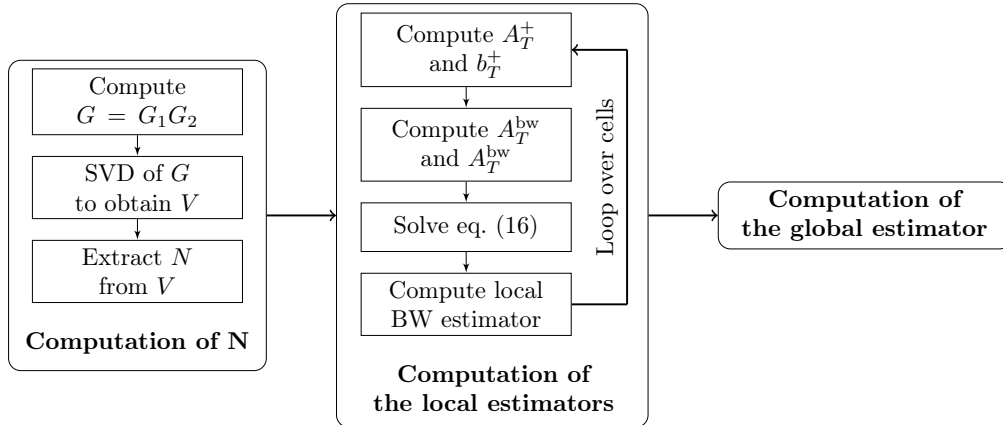 Compute
G = G₁G₂
SVD of G
to obtain V
Extract N
from V
Computation of N
Compute A_T^+
and b_T^+
Compute A_T^bw
and A_T^bw
Solve eq. (16)
Compute local
BW estimator
Loop over cells
Computation of
the local estimators
Computation of
the global estimator